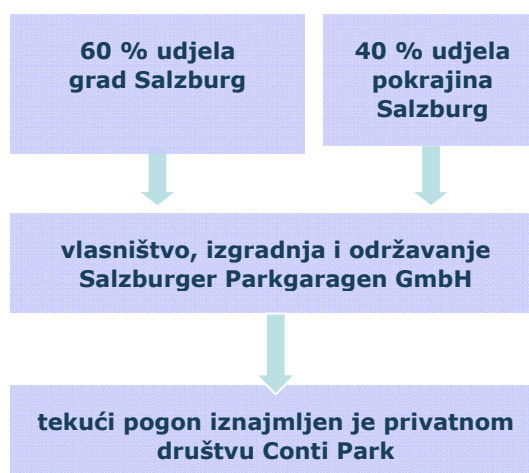 60 % udjela
grad Salzburg
40 % udjela
pokrajina
Salzburg
vlasništvo, izgradnja i održavanje
Salzburger Parkgaragen GmbH
tekući pogon iznajmljen je privatnom
društvu Conti Park